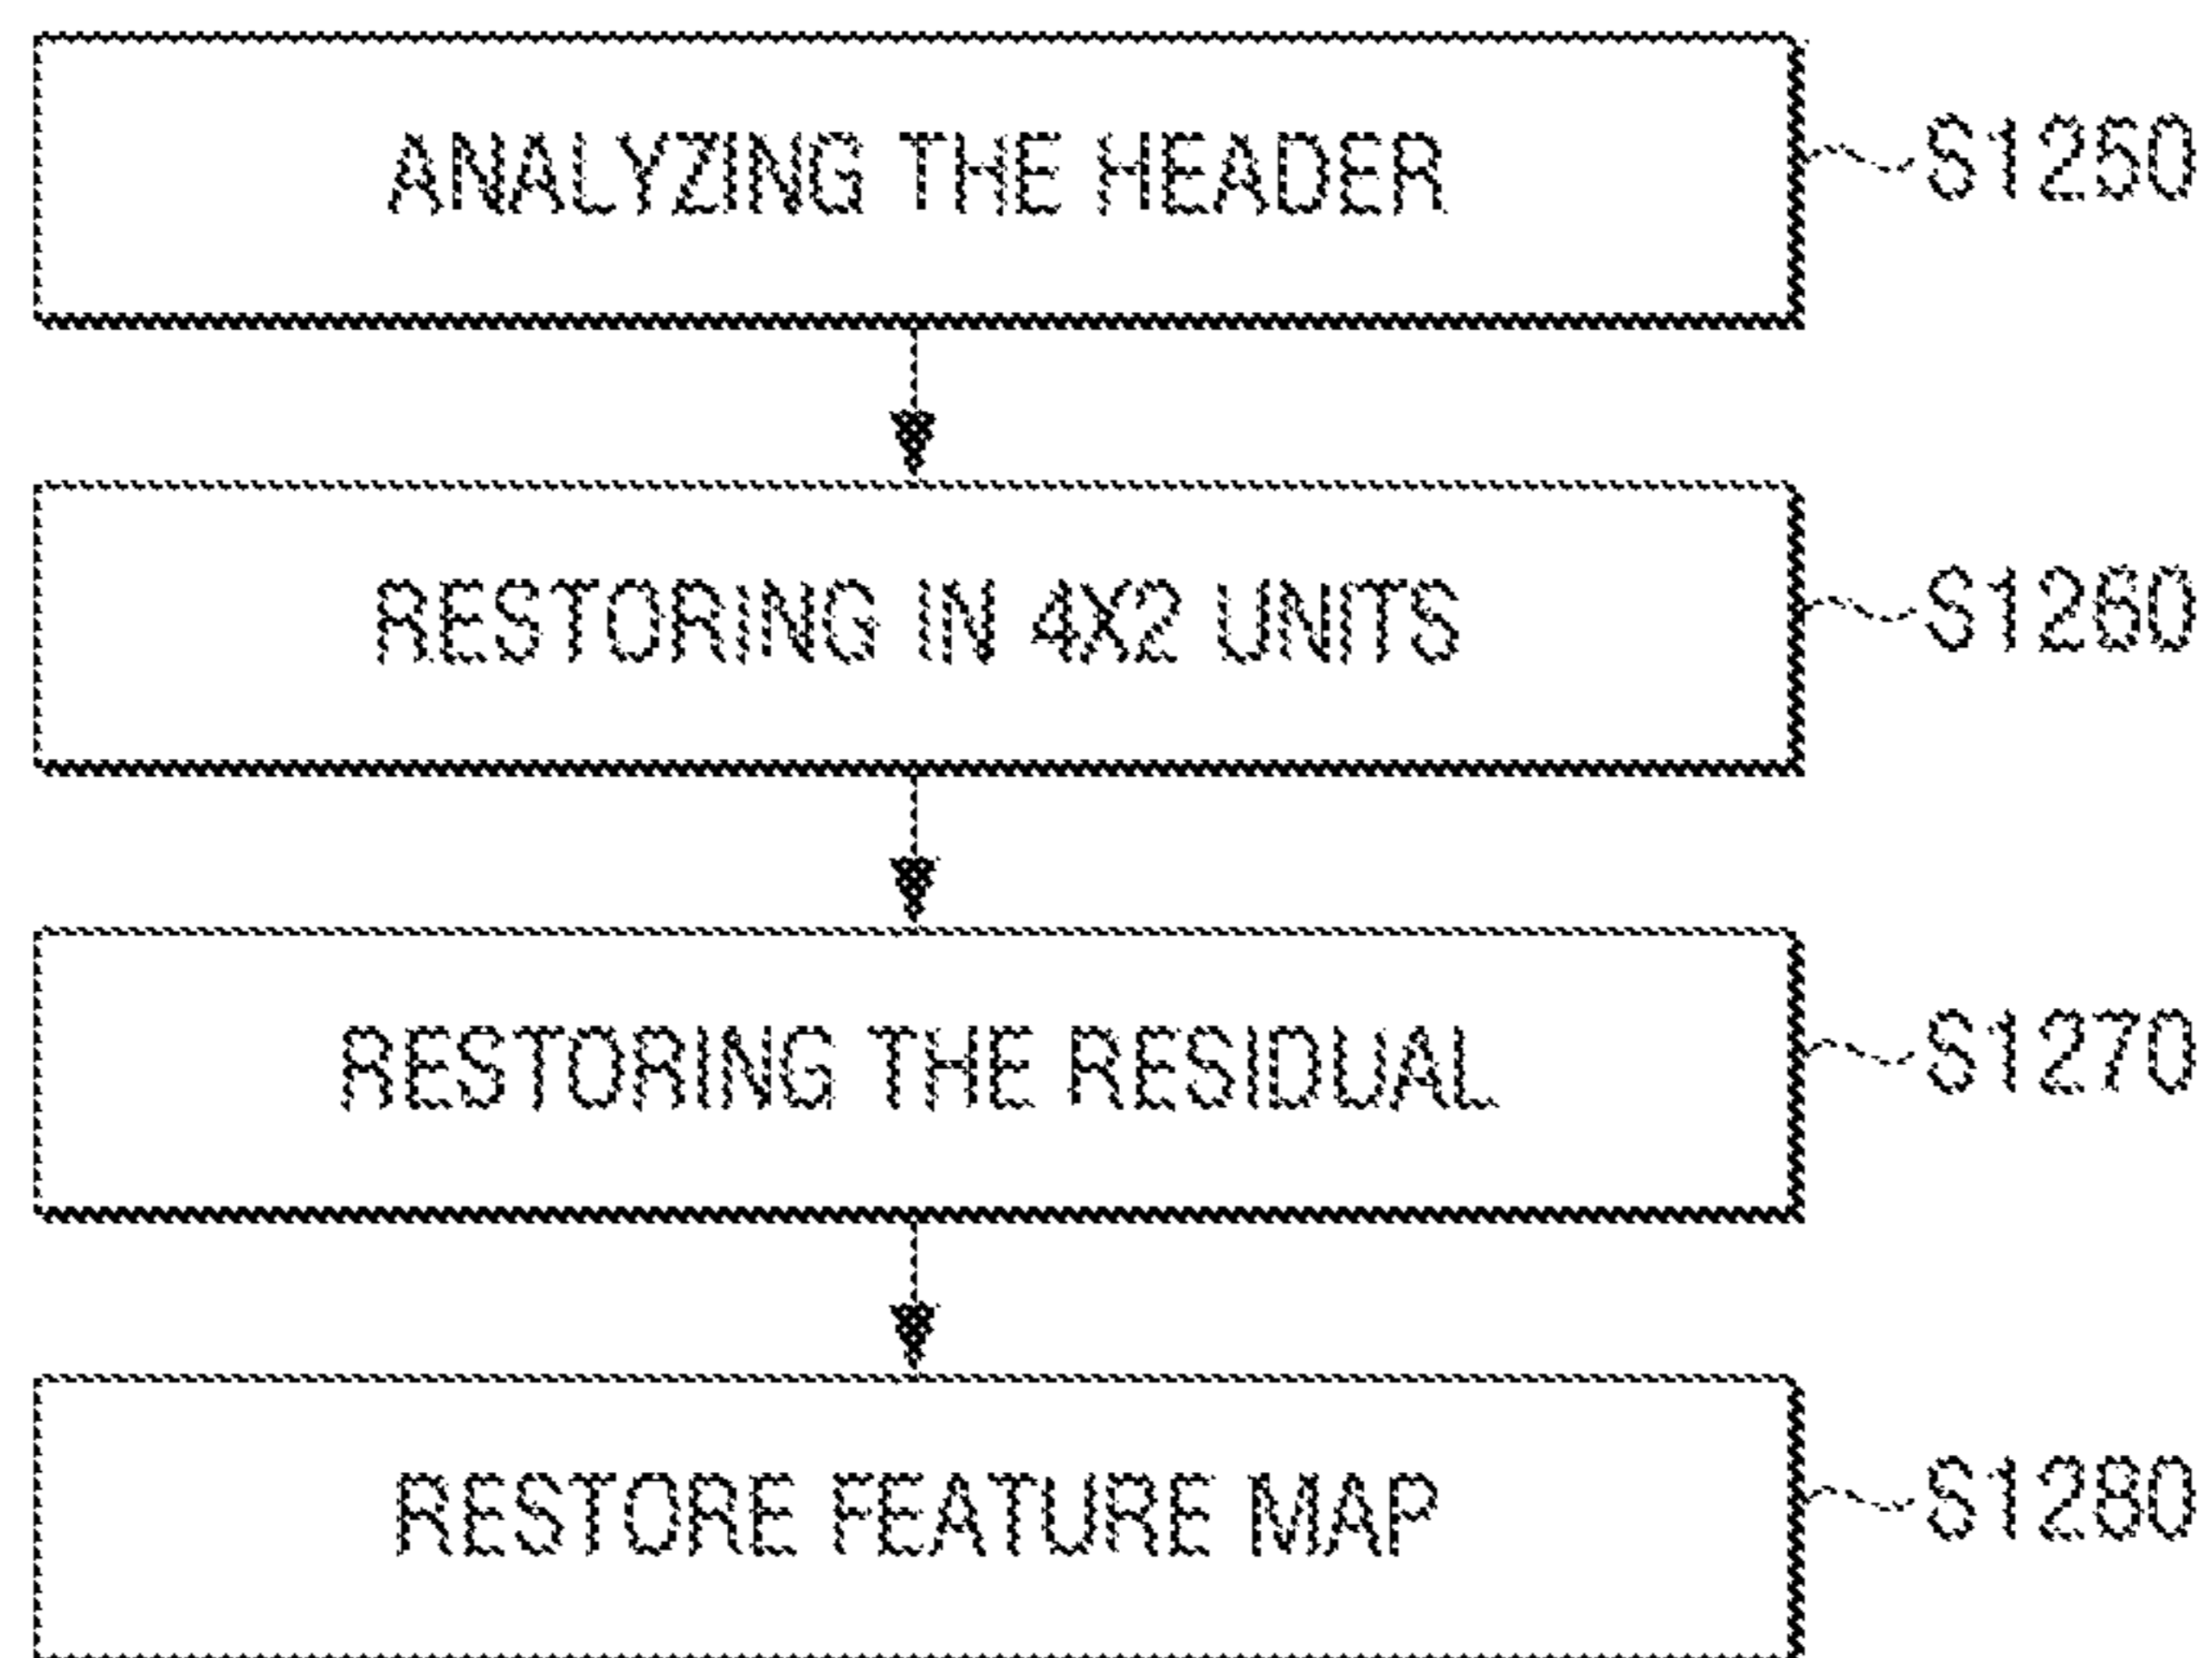 ANALYZING THE HEADER S1250
RESTORING IN 4X2 UNITS S1260
RESTORING THE RESIDUAL S1270
RESTORE FEATURE MAP S1280